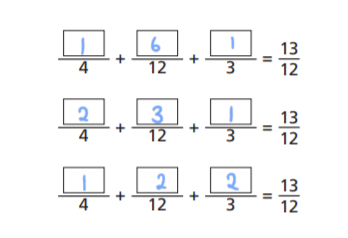 1/4 + 6/12 + 1/3 = 13/12
2/4 + 3/12 + 1/3 = 13/12
1/4 + 2/12 + 2/3 = 13/12